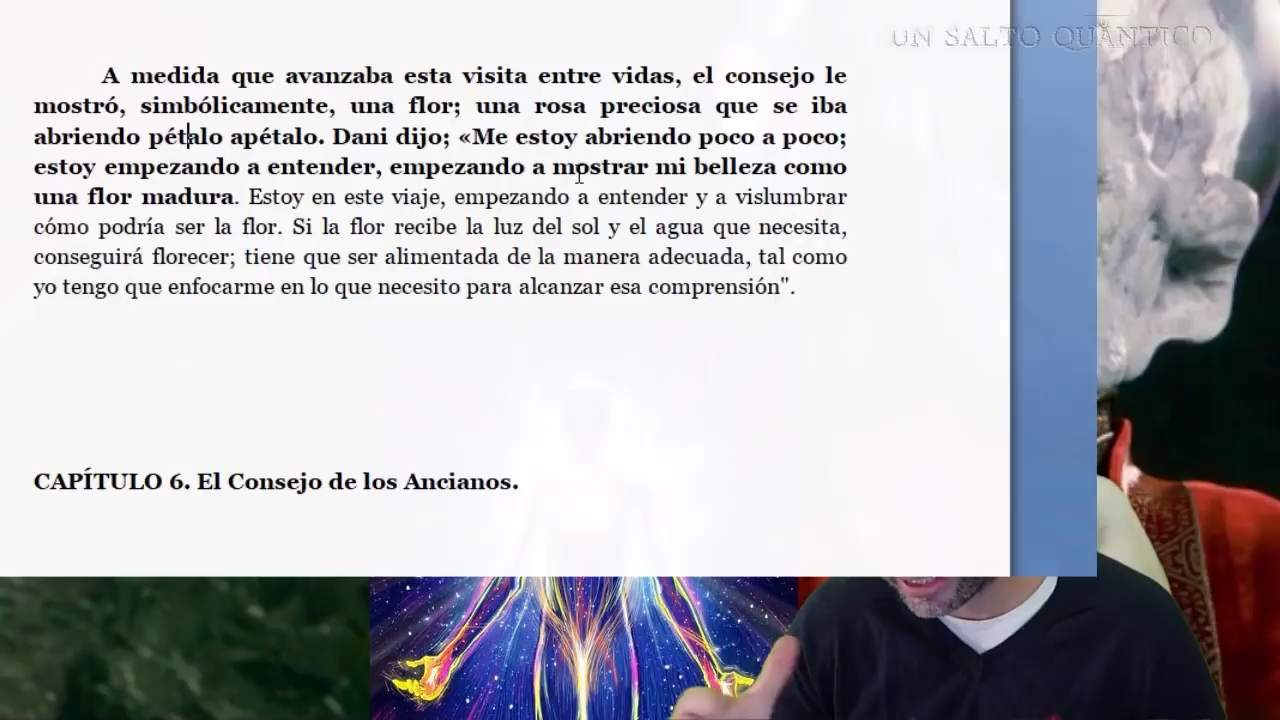 UN SALTO QUÁNTICO
A medida que avanzaba esta visita entre vidas, el consejo le
mostró, simbólicamente, una flor; una rosa preciosa que se iba
abriendo pétalo apétalo. Dani dijo; «Me estoy abriendo poco a poco;
estoy empezando a entender, empezando a mostrar mi belleza como
una flor madura. Estoy en este viaje, empezando a entender y a vislumbrar
cómo podría ser la flor. Si la flor recibe la luz del sol y el agua que necesita,
conseguirá florecer; tiene que ser alimentada de la manera adecuada, tal como
yo tengo que enfocarme en lo que necesito para alcanzar esa comprensión".
CAPÍTULO 6. El Consejo de los Ancianos.